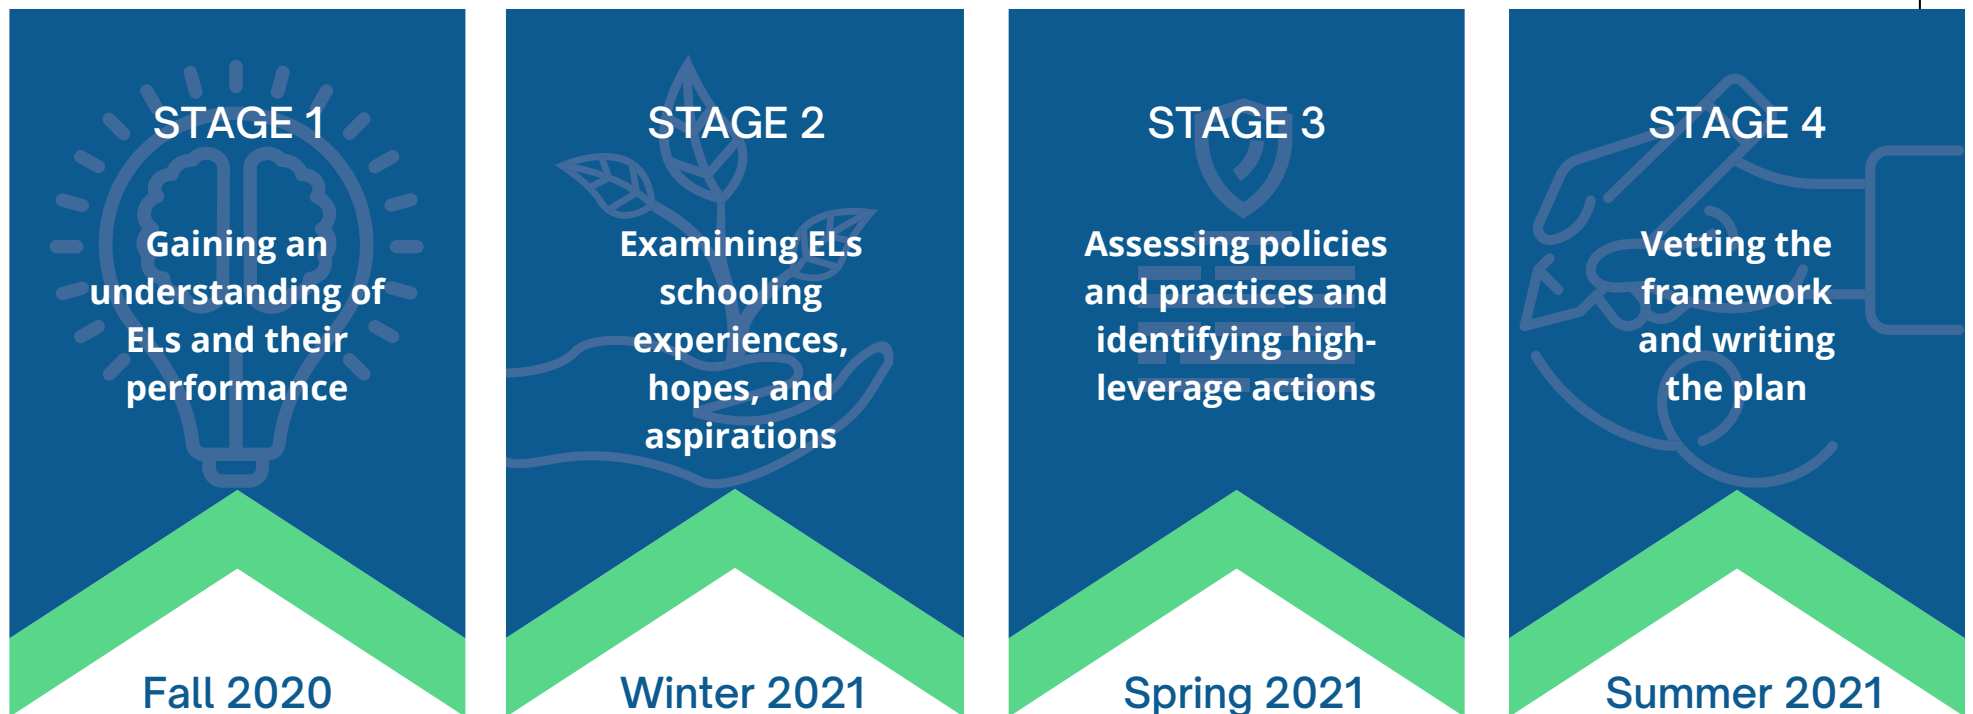 STAGE 1
Gaining an
understanding of
ELs and their
performance
Fall 2020
STAGE 2
Examining ELs
schooling
experiences,
hopes, and
aspirations
Winter 2021
STAGE 3
Assessing policies
and practices and
identifying high-
leverage actions
Spring 2021
STAGE 4
Vetting the
framework
and writing
the plan
Summer 2021